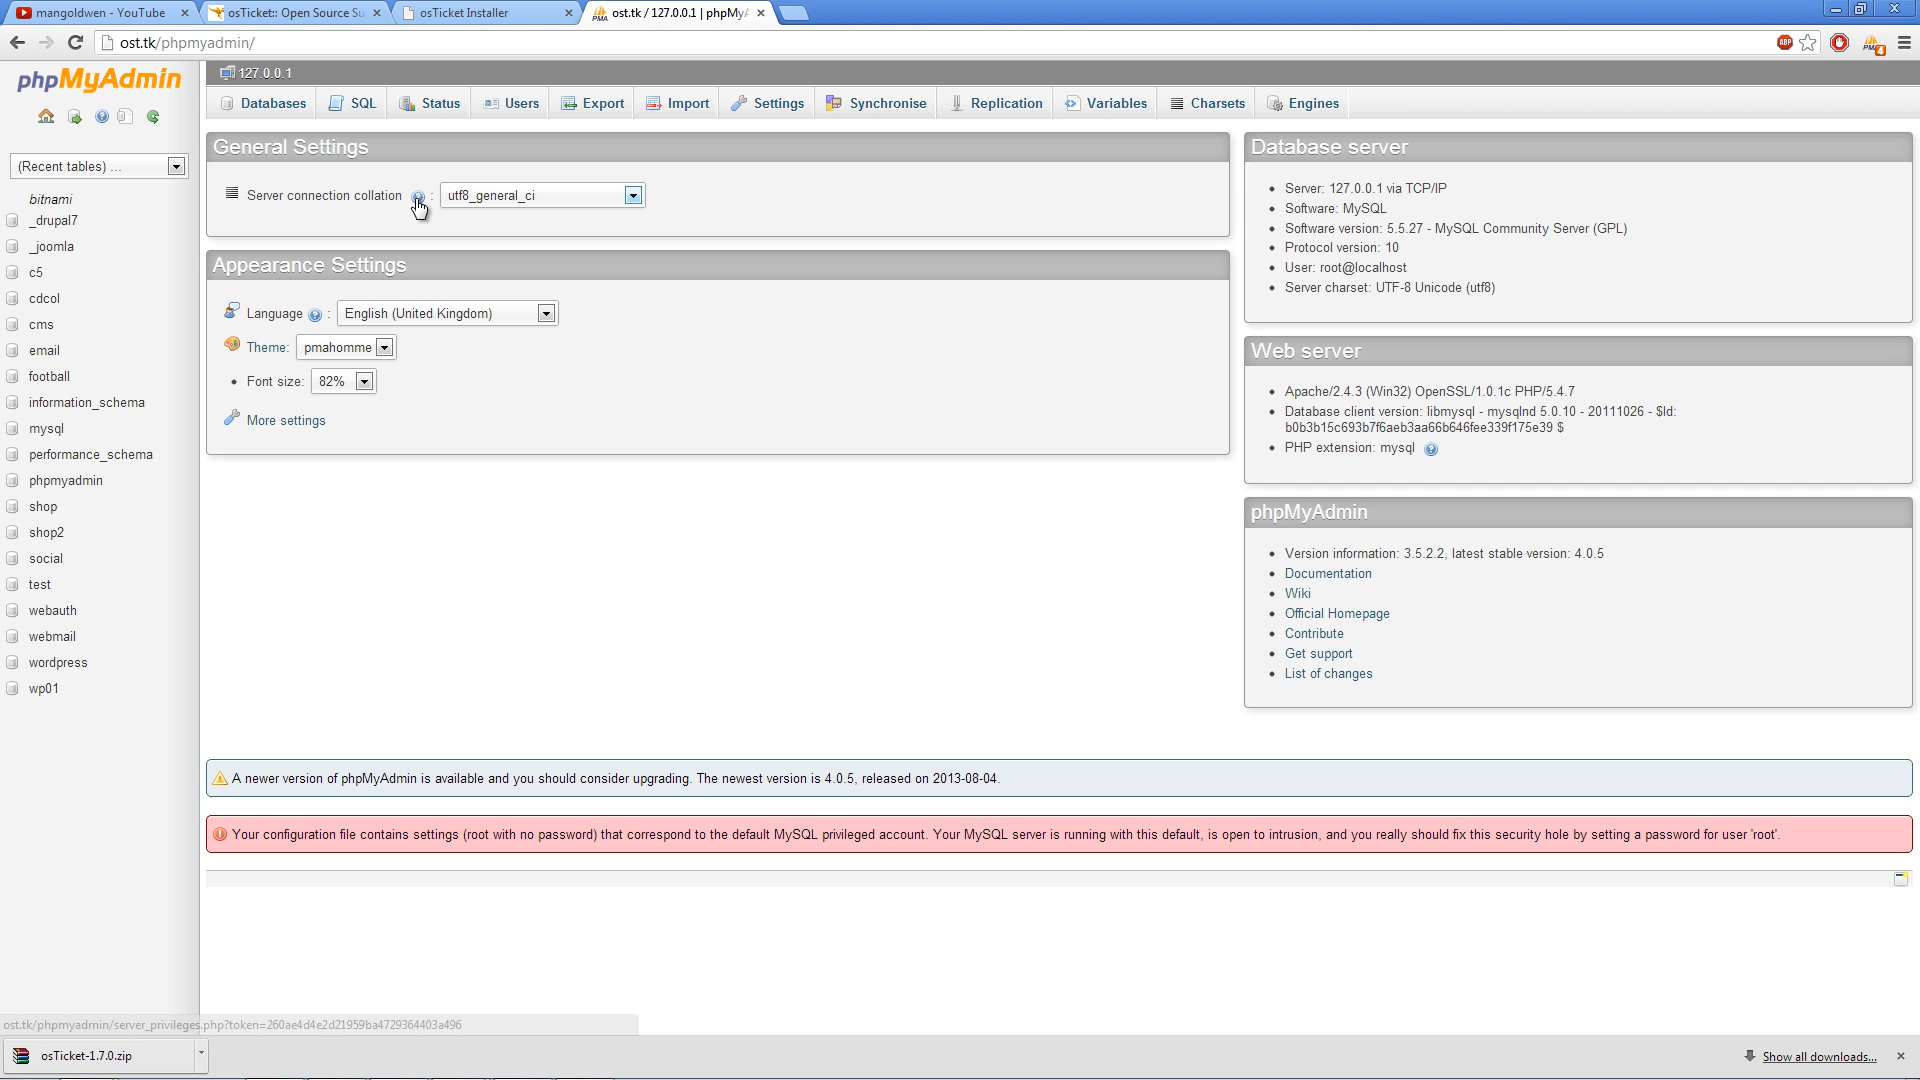 mangoldwen - YouTube
osTicket:: Open Source Su
osTicket Installer
ost.tk / 127.0.0.1 | phpMyA
ost.tk/phpmyadmin/
ABP
PMA 4
phpMyAdmin
127.0.0.1
Databases
SQL
Status
Users
Export
Import
Settings
Synchronise
Replication
Variables
Charsets
Engines
(Recent tables) ...
bitnami
_drupal7
_joomla
c5
cdcol
cms
email
football
information_schema
mysql
performance_schema
phpmyadmin
shop
shop2
social
test
webauth
webmail
wordpress
wp01
General Settings
Server connection collation : utf8_general_ci
Appearance Settings
Language : English (United Kingdom)
Theme: pmahomme
Font size: 82%
More settings
Database server
Server: 127.0.0.1 via TCP/IP
Software: MySQL
Software version: 5.5.27 - MySQL Community Server (GPL)
Protocol version: 10
User: root@localhost
Server charset: UTF-8 Unicode (utf8)
Web server
Apache/2.4.3 (Win32) OpenSSL/1.0.1c PHP/5.4.7
Database client version: libmysql - mysqlnd 5.0.10 - 20111026 - $Id:
b0b3b15c693b7f6aeb3aa66b646fee339f175e39 $
PHP extension: mysql
phpMyAdmin
Version information: 3.5.2.2, latest stable version: 4.0.5
Documentation
Wiki
Official Homepage
Contribute
Get support
List of changes
A newer version of phpMyAdmin is available and you should consider upgrading. The newest version is 4.0.5, released on 2013-08-04.
Your configuration file contains settings (root with no password) that correspond to the default MySQL privileged account. Your MySQL server is running with this default, is open to intrusion, and you really should fix this security hole by setting a password for user 'root'.
ost.tk/phpmyadmin/server_privileges.php?token=260ae4d4e2d21959ba4729364403a496
osTicket-1.7.0.zip
Show all downloads...